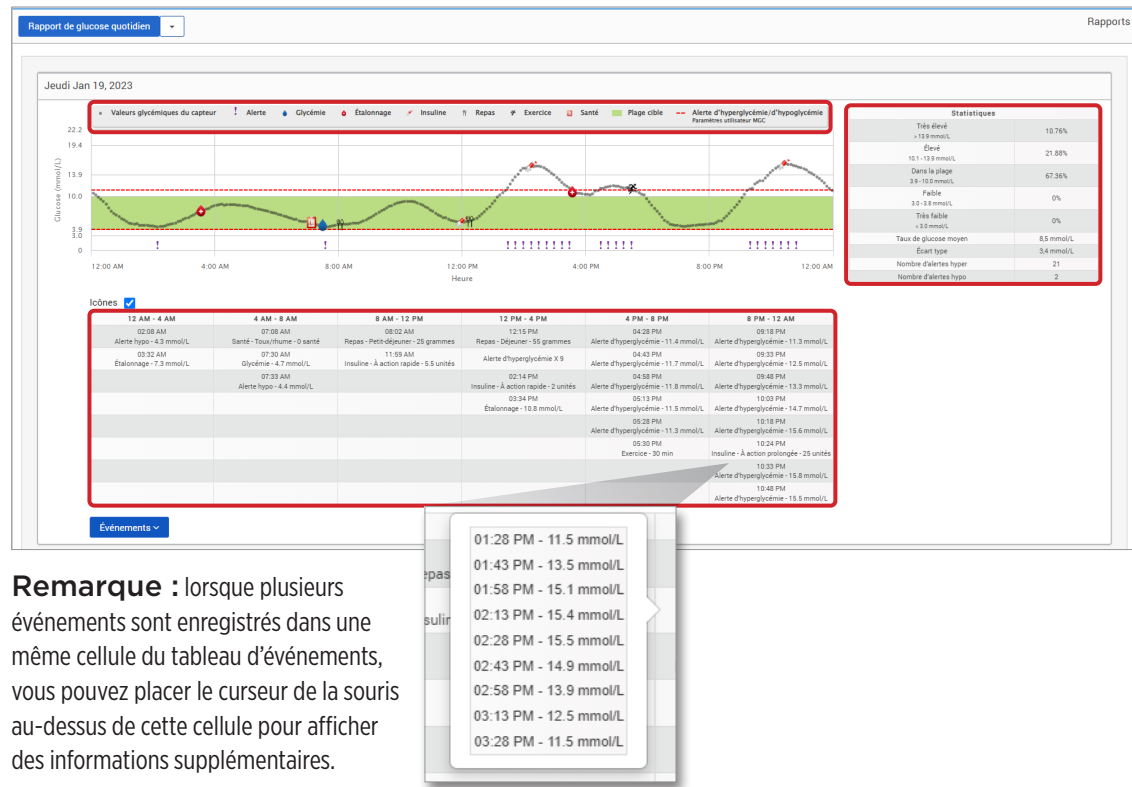 Rapport de glucose quotidien
Rapports
Jeudi Jan 19, 2023
Valeurs glycémiques du capteur ! Alerte Glycémie Étalonnage Insuline Repas Exercice Santé Plage cible Alerte d'hyperglycémie/d'hypoglycémie
Paramètres utilisateur MGC
Glucose (mmol/L)
22.2
19.4
13.9
10.0
3.9
3.0
0
! ! !!!!!!!!! !!!!! !!!!!!!
12:00 AM 4:00 AM 8:00 AM 12:00 PM 4:00 PM 8:00 PM 12:00 AM
Heure
Statistiques
Très élevé
> 13.9 mmol/L
10.76%
Élevé
10.1 - 13.9 mmol/L
21.88%
Dans la plage
3.9 - 10.0 mmol/L
67.36%
Faible
3.0 - 3.8 mmol/L
0%
Très faible
< 3.0 mmol/L
0%
Taux de glucose moyen 8,5 mmol/L
Écart type 3,4 mmol/L
Nombre d'alertes hyper 21
Nombre d'alertes hypo 2
Icônes
12 AM - 4 AM 4 AM - 8 AM 8 AM - 12 PM 12 PM - 4 PM 4 PM - 8 PM 8 PM - 12 AM
02:08 AM 07:08 AM 08:02 AM 12:15 PM 04:28 PM 09:18 PM
Alerte hypo - 4.3 mmol/L Santé - Toux/rhume - 0 santé Repas - Petit-déjeuner - 25 grammes Repas - Déjeuner - 55 grammes Alerte d'hyperglycémie - 11.4 mmol/L Alerte d'hyperglycémie - 11.3 mmol/L
03:32 AM 07:30 AM 11:59 AM Alerte d'hyperglycémie X 9 04:43 PM 09:33 PM
Étalonnage - 7.3 mmol/L Glycémie - 4.7 mmol/L Insuline - À action rapide - 5.5 unités Alerte d'hyperglycémie - 11.7 mmol/L Alerte d'hyperglycémie - 12.5 mmol/L
07:33 AM 02:14 PM 04:58 PM 09:48 PM
Alerte hypo - 4.4 mmol/L Insuline - À action rapide - 2 unités Alerte d'hyperglycémie - 11.8 mmol/L Alerte d'hyperglycémie - 13.3 mmol/L
03:34 PM 05:13 PM 10:03 PM
Étalonnage - 10.8 mmol/L Alerte d'hyperglycémie - 11.5 mmol/L Alerte d'hyperglycémie - 14.7 mmol/L
05:28 PM 10:18 PM
Alerte d'hyperglycémie - 11.3 mmol/L Alerte d'hyperglycémie - 15.6 mmol/L
05:30 PM 10:24 PM
Exercice - 30 min Insuline - À action prolongée - 25 unités
10:33 PM
Alerte d'hyperglycémie - 15.8 mmol/L
10:48 PM
Alerte d'hyperglycémie - 15.5 mmol/L
Événements
epas
sulin
01:28 PM - 11.5 mmol/L
01:43 PM - 13.5 mmol/L
01:58 PM - 15.1 mmol/L
02:13 PM - 15.4 mmol/L
02:28 PM - 15.5 mmol/L
02:43 PM - 14.9 mmol/L
02:58 PM - 13.9 mmol/L
03:13 PM - 12.5 mmol/L
03:28 PM - 11.5 mmol/L
Remarque : lorsque plusieurs
événements sont enregistrés dans une
même cellule du tableau d'événements,
vous pouvez placer le curseur de la souris
au-dessus de cette cellule pour afficher
des informations supplémentaires.